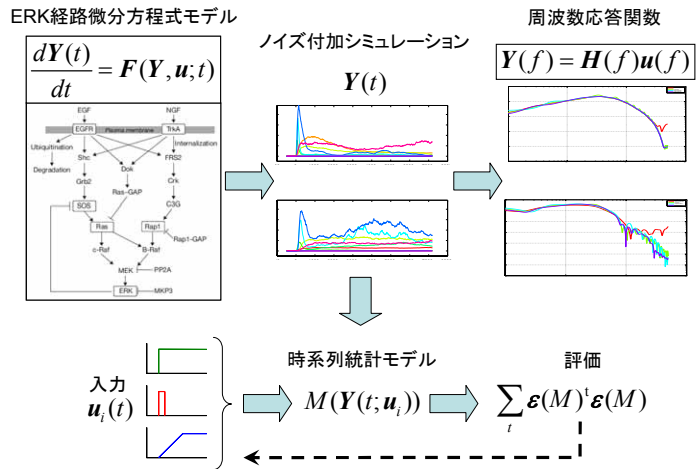 ERK経路微分方程式モデル
dY(t)/dt = F(Y, u; t)
EGF NGF
EGFR Plasma membrane TrkA
Ubiquitination
Internalization
Shc Dok FRS2
Degradation
Grb2 Crk
Ras-GAP
SOS C3G
Ras Rap1
Rap1-GAP
c-Raf B-Raf
MEK PP2A
ERK MKP3
ノイズ付加シミュレーション
Y(t)
周波数応答関数
Y(f) = H(f)u(f)
入力
u_i(t)
時系列統計モデル
M(Y(t; u_i))
評価
∑_t ε(M)^t ε(M)